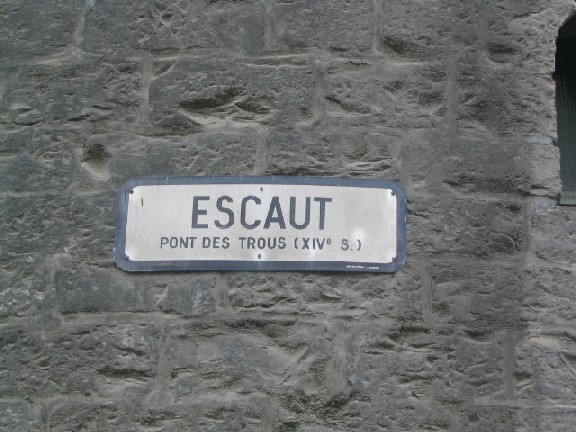 ESCAUT
PONT DES TROUS (XIVe S.)